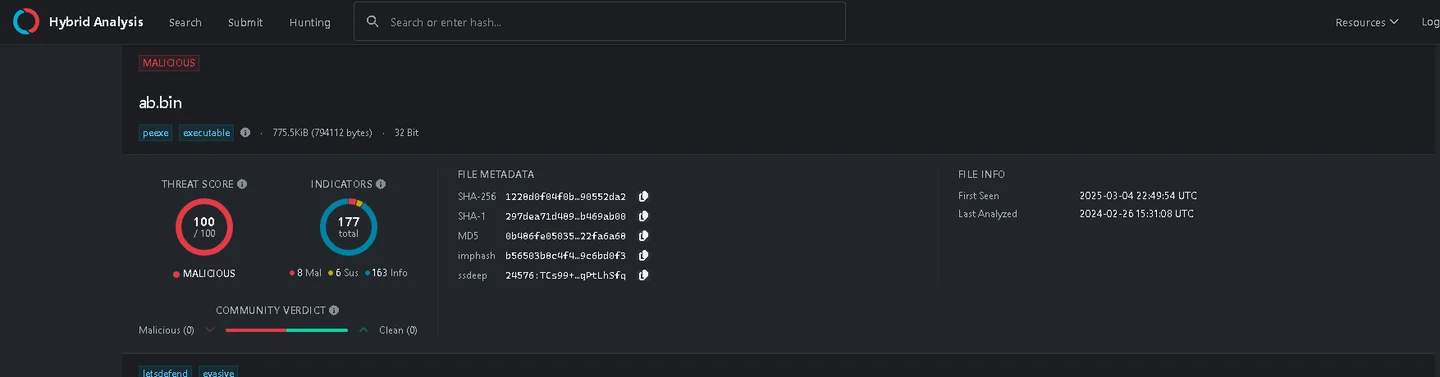 Hybrid Analysis Search Submit Hunting Search or enter hash... Resources Log
MALICIOUS
ab.bin
peexe executable · 775.5KiB (794112 bytes) · 32 Bit
THREAT SCORE INDICATORS
100 / 100
177 total
MALICIOUS 8 Mal 6 Sus 163 Info
COMMUNITY VERDICT
Malicious (0) Clean (0)
FILE METADATA
SHA-256 1228d0f04f0b…90552da2
SHA-1 297dea71d489…b469ab00
MD5 0b486fe05035…22fa6a68
imphash b56503b8c4f4…9c6bd0f3
ssdeep 24576:TCs99+…qPtLhSfq
FILE INFO
First Seen 2025-03-04 22:49:54 UTC
Last Analyzed 2024-02-26 15:31:08 UTC
letsdefend evasive